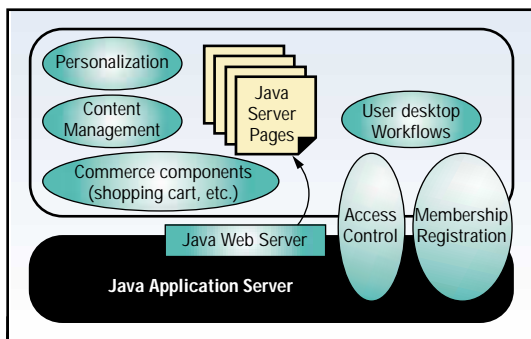 Personalization
Content
Management
Commerce components
(shopping cart, etc.)
Java
Server
Pages
User desktop
Workflows
Access
Control
Membership
Registration
Java Web Server
Java Application Server